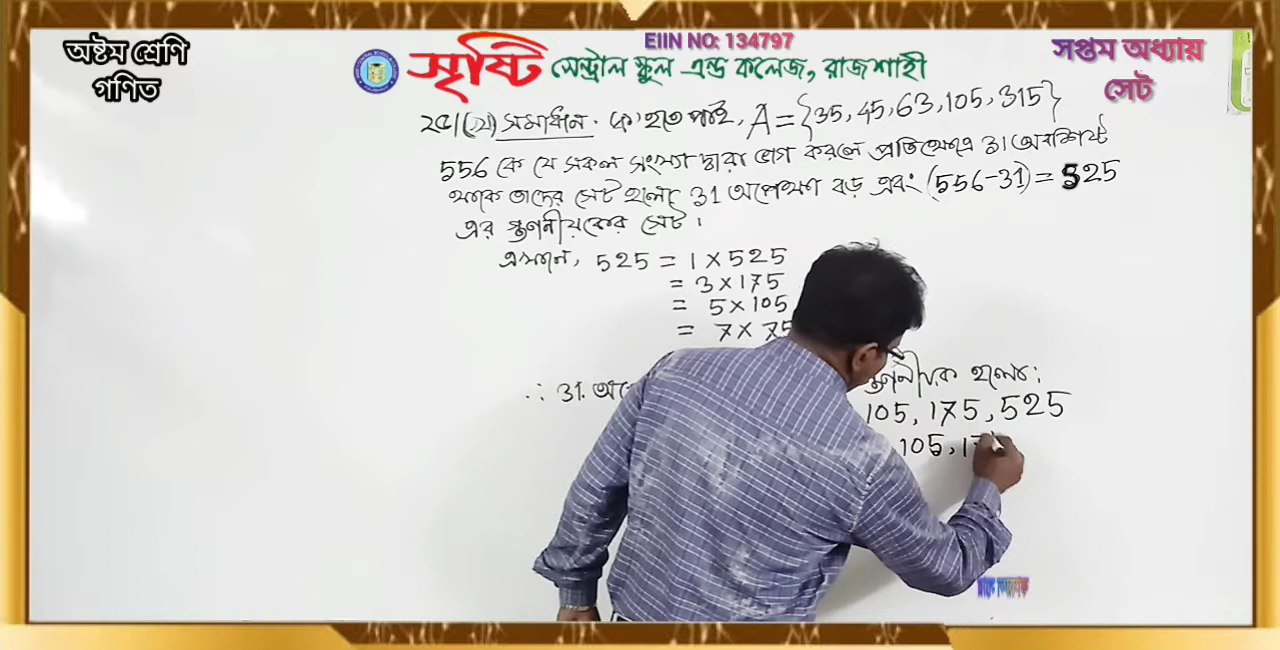 অষ্টম শ্রেণি
গণিত
EIIN NO: 134797
সৃষ্টি সেন্ট্রাল স্কুল এন্ড কলেজ, রাজশাহী
সপ্তম অধ্যায়
সেট
২৫।(খ) সমাধান. ক হতে পাই, A = {35, 45, 63, 105, 315}
556 কে যে সকল সংখ্যা দ্বারা ভাগ করলে প্রতিক্ষেত্রে 31 অবশিষ্ট
থাকে তাদের সেট হলো 31 অপেক্ষা বড় এবং (556-31) = 525
এর গুণনীয়কের সেট।
এখানে, 525 = 1 × 525
= 3 × 175
= 5 × 105
= 7 × 75
∴ 31 গুণনীয়ক হলো:
105, 175, 525
105, 17